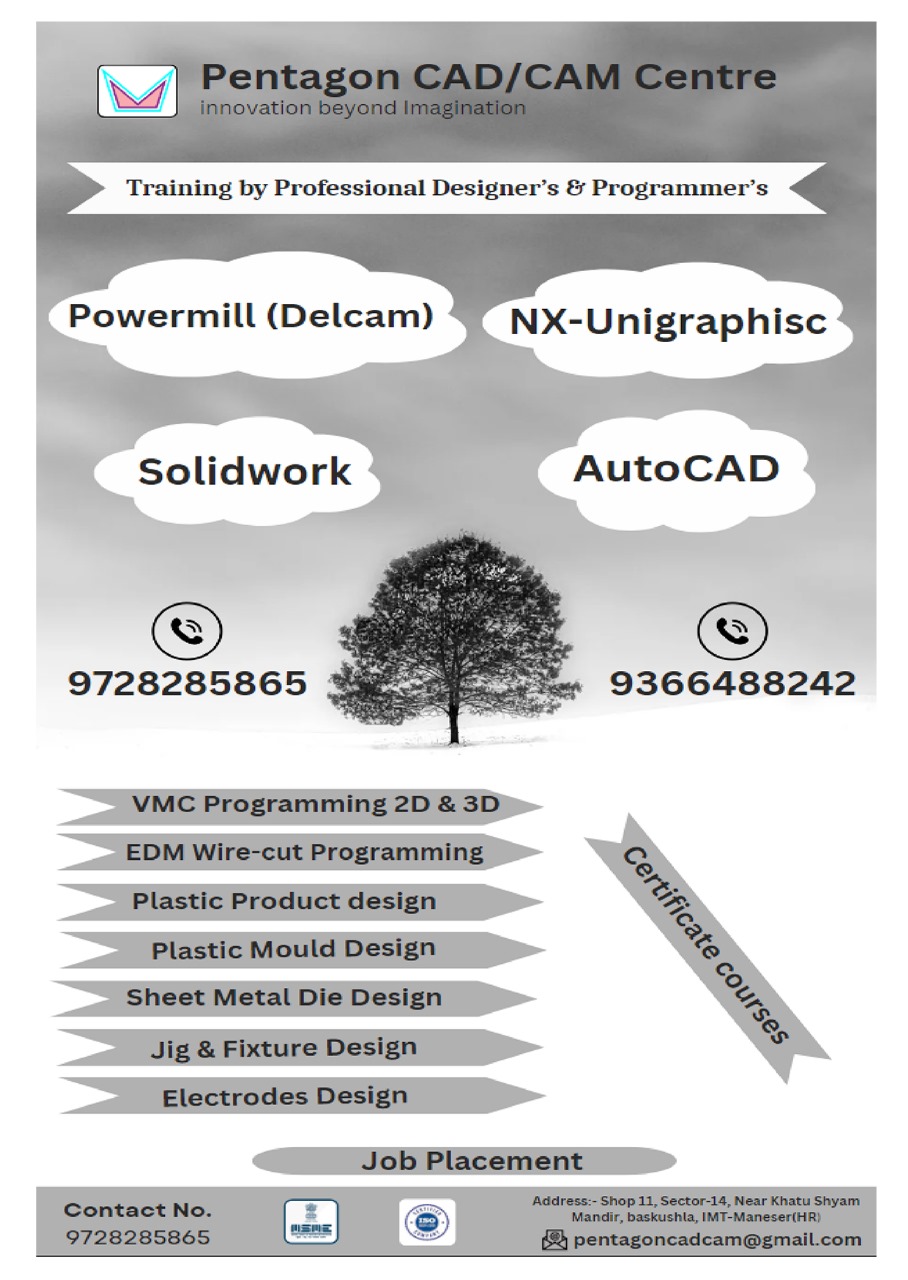 Pentagon CAD/CAM Centre
innovation beyond Imagination
Training by Professional Designer's & Programmer's
Powermill (Delcam)
NX-Unigraphisc
Solidwork
AutoCAD
9728285865
9366488242
VMC Programming 2D & 3D
EDM Wire-cut Programming
Plastic Product design
Plastic Mould Design
Sheet Metal Die Design
Jig & Fixture Design
Electrodes Design
Certificate courses
Job Placement
Contact No.
9728285865
MSME
CERTIFIED
ISO
COMPANY
Address:- Shop 11, Sector-14, Near Khatu Shyam
Mandir, baskushla, IMT-Maneser(HR)
pentagoncadcam@gmail.com